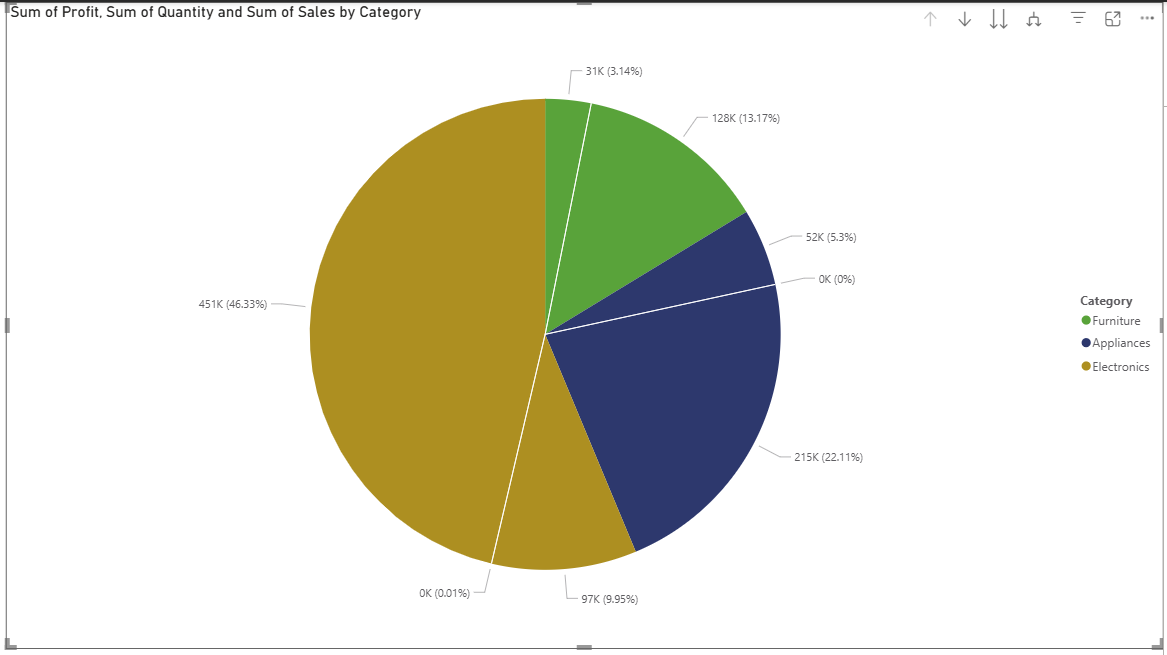 Sum of Profit, Sum of Quantity and Sum of Sales by Category
31K (3.14%)
128K (13.17%)
52K (5.3%)
0K (0%)
451K (46.33%)
215K (22.11%)
0K (0.01%)
97K (9.95%)
Category
Furniture
Appliances
Electronics